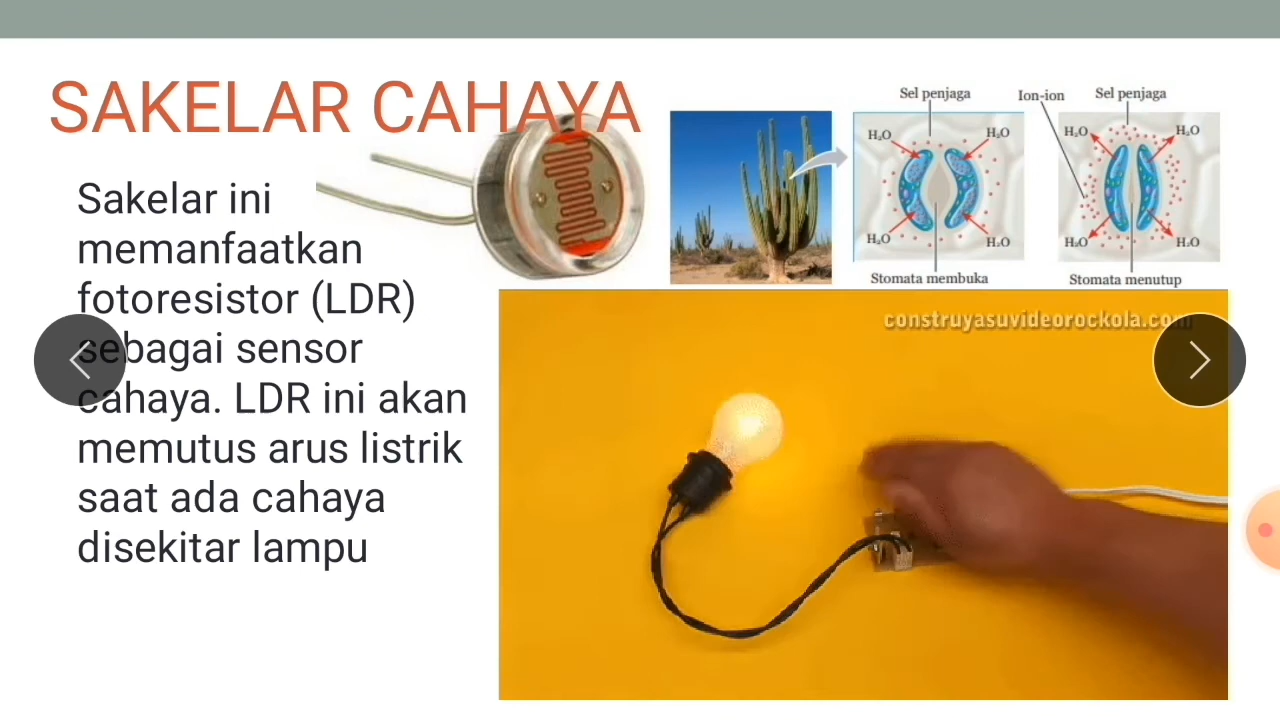 SAKELAR CAHAYA
Sakelar ini
memanfaatkan
fotoresistor (LDR)
sebagai sensor
cahaya. LDR ini akan
memutus arus listrik
saat ada cahaya
disekitar lampu
Sel penjaga
Ion-ion
Sel penjaga
H₂O
H₂O
H₂O
H₂O
H₂O
H₂O
H₂O
H₂O
Stomata membuka
Stomata menutup
construyasuvideorockola.com